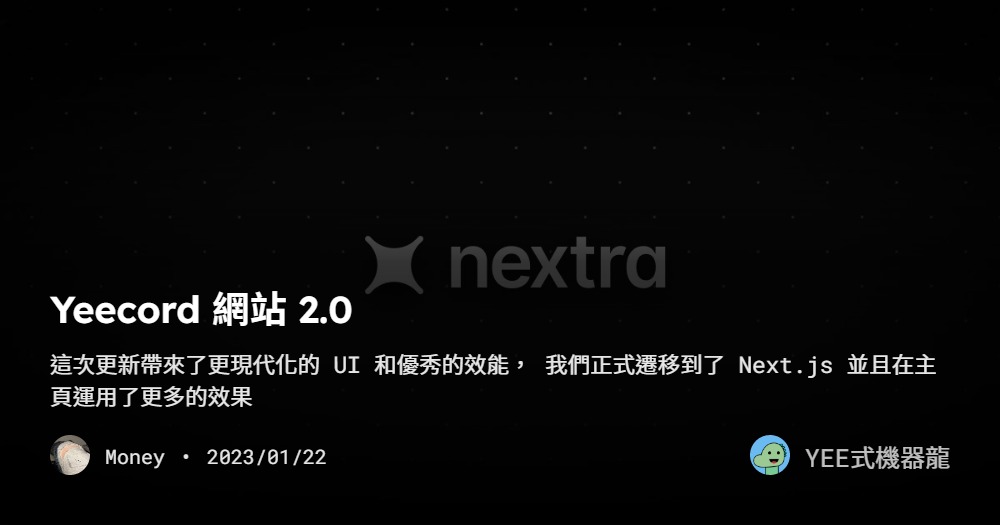 nextra
Yeecord 網站 2.0
這次更新帶來了更現代化的 UI 和優秀的效能， 我們正式遷移到了 Next.js 並且在主
頁運用了更多的效果
Money • 2023/01/22
YEE式機器龍